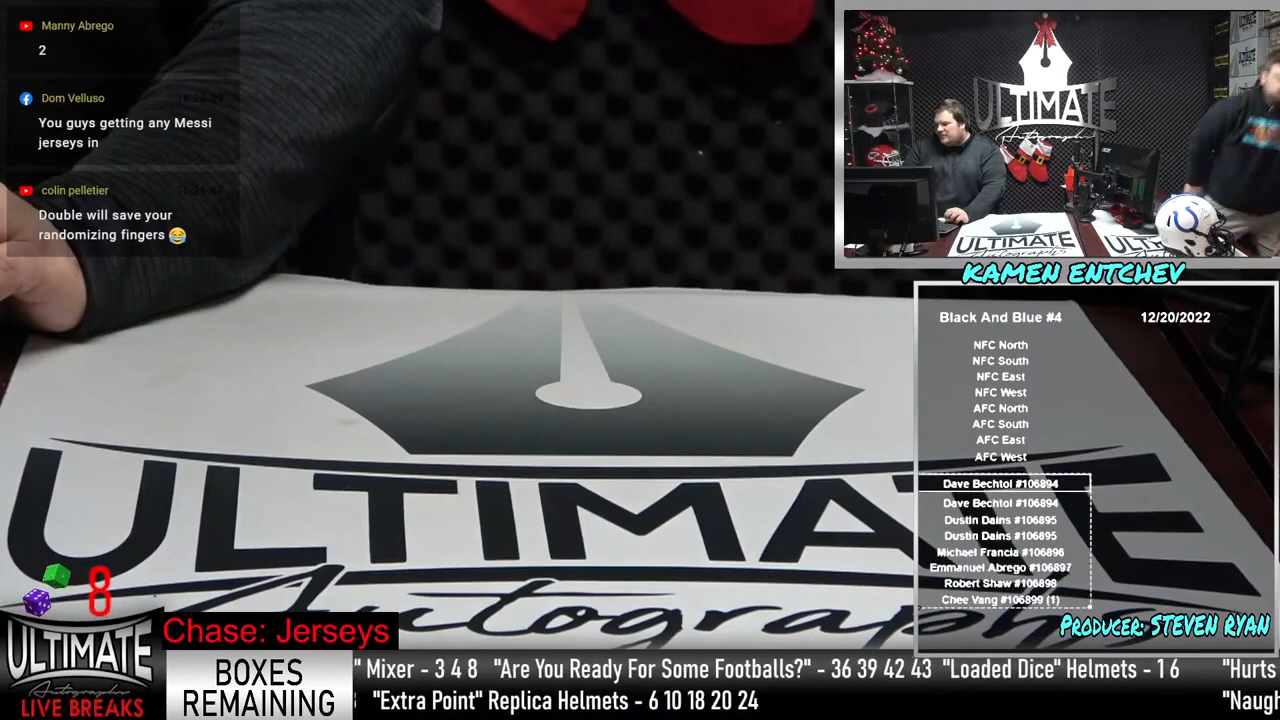 Manny Abrego
2
Dom Velluso
You guys getting any Messi
jerseys in
colin pelletier
Double will save your
randomizing fingers 😂
ULTIMATE
ULTIMATE
Autographs
KAMEN ENTCHEV
Black And Blue #4 12/20/2022
NFC North
NFC South
NFC East
NFC West
AFC North
AFC South
AFC East
AFC West
Dave Bechtol #106894
Dave Bechtol #106894
Dustin Dains #106895
Dustin Dains #106895
Michael Francia #106896
Emmanuel Abrego #106897
Robert Shaw #106898
Chee Vang #106899 (1)
PRODUCER: STEVEN RYAN
ULTIMATE
Autographs
8
ULTIMATE
Autographs
LIVE BREAKS
Chase: Jerseys
BOXES
REMAINING
" Mixer - 3 4 8 "Are You Ready For Some Footballs?" - 36 39 42 43 "Loaded Dice" Helmets - 1 6 "Hurts
"Extra Point" Replica Helmets - 6 10 18 20 24 "Naugh